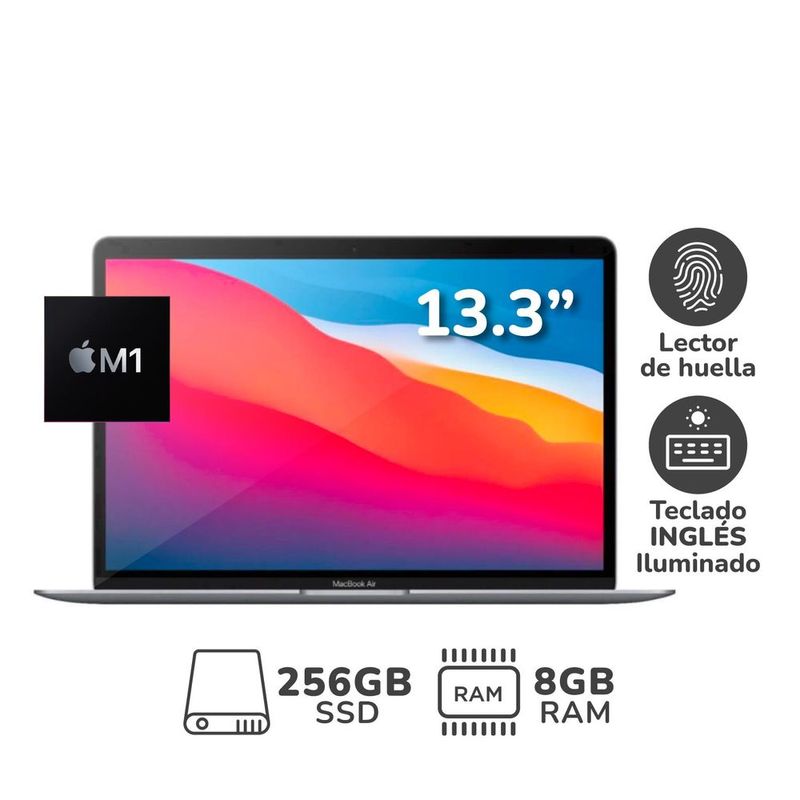 13.3”
M1
Lector
de huella
Teclado
INGLÉS
Iluminado
MacBook Air
256GB
SSD
RAM
8GB
RAM